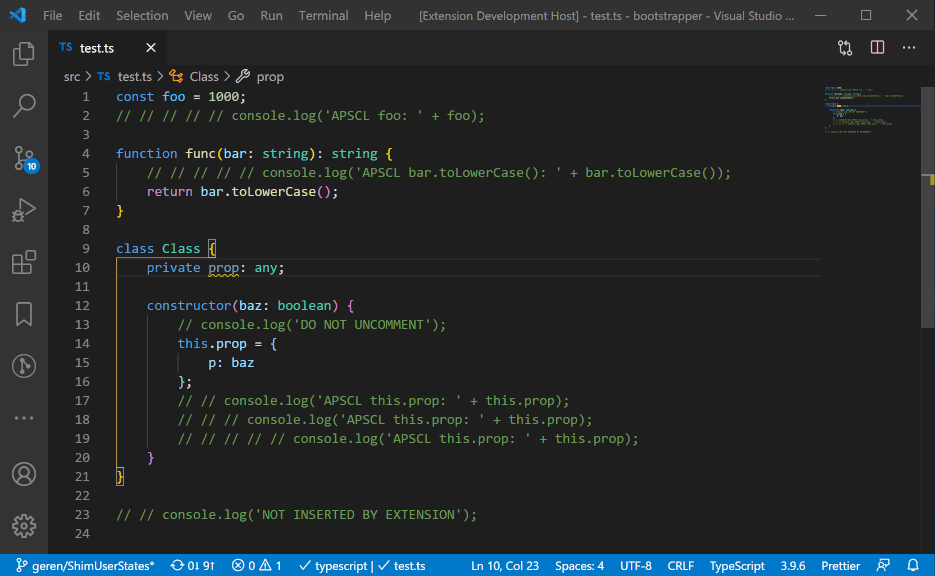 File Edit Selection View Go Run Terminal Help [Extension Development Host] - test.ts - bootstrapper - Visual Studio ...
TS test.ts
src > TS test.ts > Class > prop
1 const foo = 1000;
2 // // // // // console.log('APSCL foo: ' + foo);
3
4 function func(bar: string): string {
5 // // // // // console.log('APSCL bar.toLowerCase(): ' + bar.toLowerCase());
6 return bar.toLowerCase();
7 }
8
9 class Class {
10 private prop: any;
11
12 constructor(baz: boolean) {
13 // console.log('DO NOT UNCOMMENT');
14 this.prop = {
15 p: baz
16 };
17 // // console.log('APSCL this.prop: ' + this.prop);
18 // // // console.log('APSCL this.prop: ' + this.prop);
19 // // // // // console.log('APSCL this.prop: ' + this.prop);
20 }
21 }
22
23 // // console.log('NOT INSERTED BY EXTENSION');
24
10
geren/ShimUserStates* 0↓ 9↑ 0 1 typescript | test.ts Ln 10, Col 23 Spaces: 4 UTF-8 CRLF TypeScript 3.9.6 Prettier